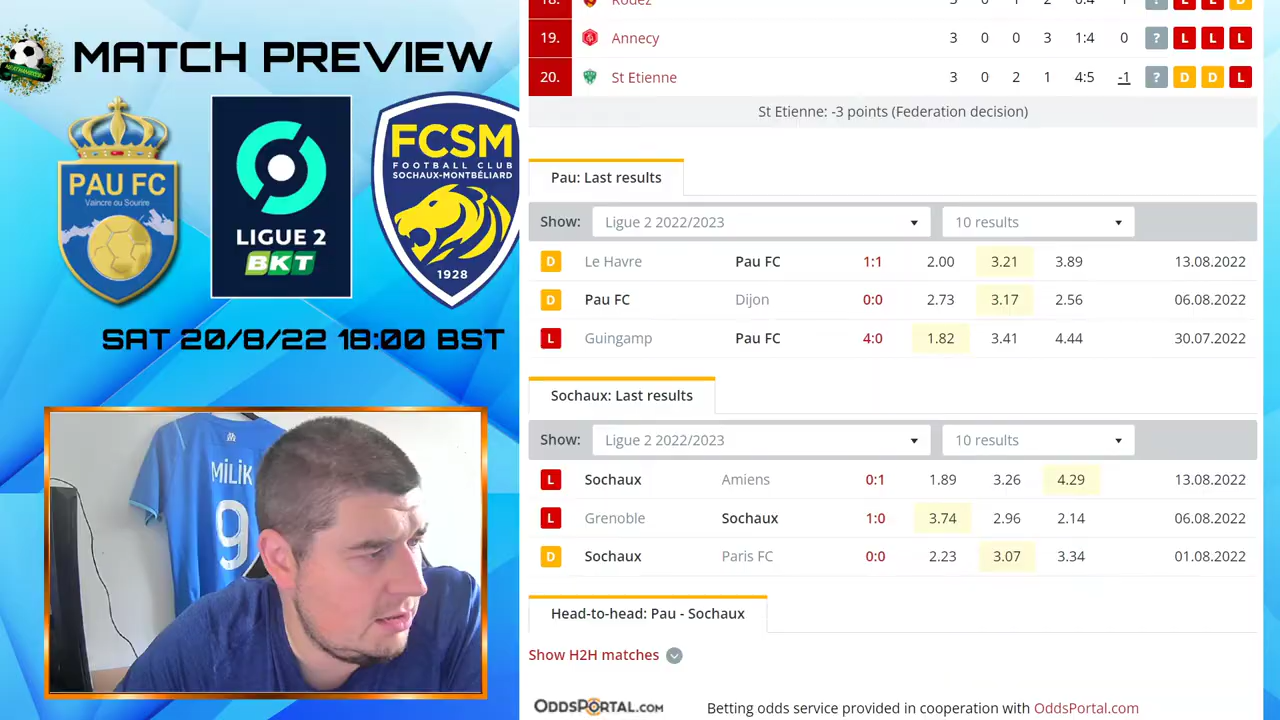 MATCH PREVIEW
PAU FC
Vaincre ou Sourire
LIGUE 2
BKT
FCSM
FOOTBALL CLUB
SOCHAUX-MONTBÉLIARD
1928
SAT 20/8/22 18:00 BST
MILIK
9
18. Rodez 3 0 1 2 0:4 1 ? L L D
19. Annecy 3 0 0 3 1:4 0 ? L L L
20. St Etienne 3 0 2 1 4:5 -1 ? D D L
St Etienne: -3 points (Federation decision)
Pau: Last results
Show: Ligue 2 2022/2023 10 results
D Le Havre Pau FC 1:1 2.00 3.21 3.89 13.08.2022
D Pau FC Dijon 0:0 2.73 3.17 2.56 06.08.2022
L Guingamp Pau FC 4:0 1.82 3.41 4.44 30.07.2022
Sochaux: Last results
Show: Ligue 2 2022/2023 10 results
L Sochaux Amiens 0:1 1.89 3.26 4.29 13.08.2022
L Grenoble Sochaux 1:0 3.74 2.96 2.14 06.08.2022
D Sochaux Paris FC 0:0 2.23 3.07 3.34 01.08.2022
Head-to-head: Pau - Sochaux
Show H2H matches
ODDSPORTAL.COM Betting odds service provided in cooperation with OddsPortal.com